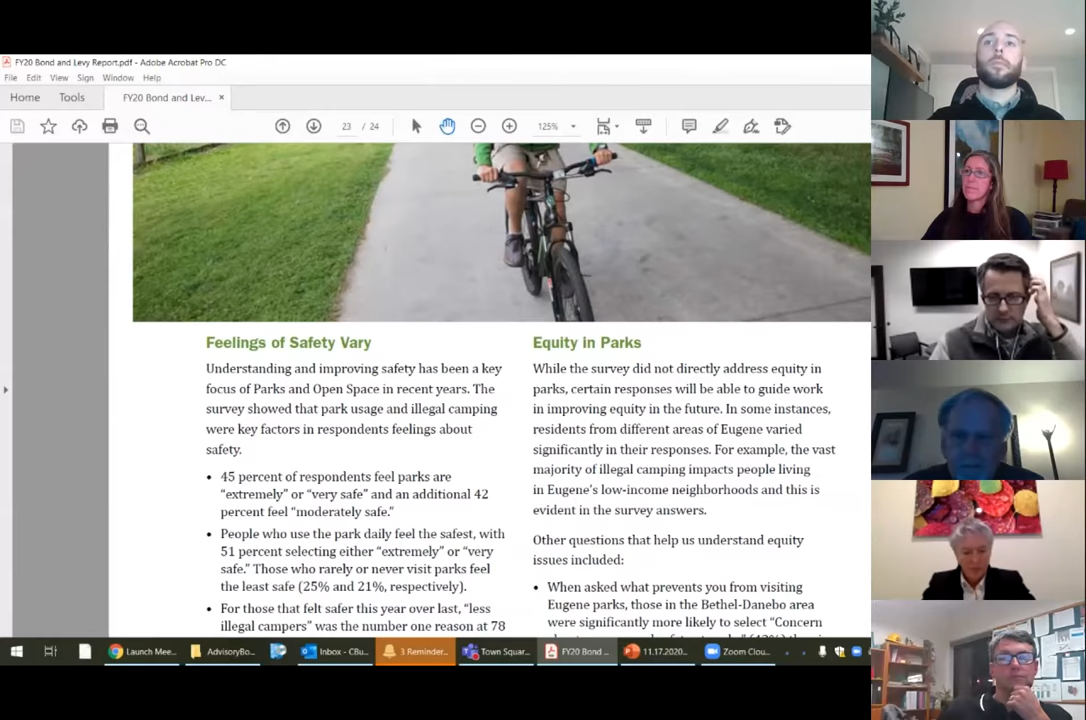 FY20 Bond and Levy Report.pdf - Adobe Acrobat Pro DC
File Edit View Sign Window Help
Home Tools FY20 Bond and Lev... ×
23 / 24 125%
Feelings of Safety Vary
Understanding and improving safety has been a key
focus of Parks and Open Space in recent years. The
survey showed that park usage and illegal camping
were key factors in respondents feelings about
safety.
• 45 percent of respondents feel parks are
“extremely” or “very safe” and an additional 42
percent feel “moderately safe.”
• People who use the park daily feel the safest, with
51 percent selecting either “extremely” or “very
safe.” Those who rarely or never visit parks feel
the least safe (25% and 21%, respectively).
• For those that felt safer this year over last, “less
illegal campers” was the number one reason at 78
Equity in Parks
While the survey did not directly address equity in
parks, certain responses will be able to guide work
in improving equity in the future. In some instances,
residents from different areas of Eugene varied
significantly in their responses. For example, the vast
majority of illegal camping impacts people living
in Eugene’s low-income neighborhoods and this is
evident in the survey answers.
Other questions that help us understand equity
issues included:
• When asked what prevents you from visiting
Eugene parks, those in the Bethel-Danebo area
were significantly more likely to select “Concern
Launch Mee... AdvisoryBo... Inbox - CBu... 3 Reminder... Town Squar... FY20 Bond ... 11.17.2020... Zoom Clou...